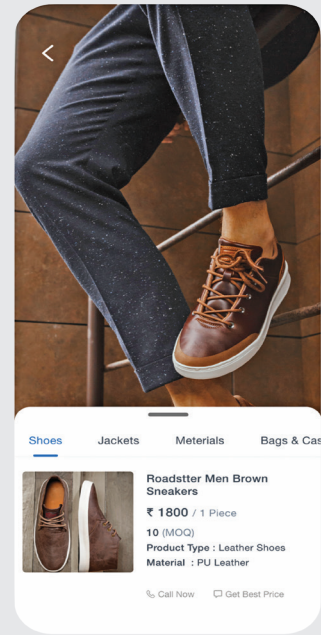 Shoes Jackets Meterials Bags & Cas
Roadstter Men Brown
Sneakers
₹ 1800 / 1 Piece
10 (MOQ)
Product Type : Leather Shoes
Material : PU Leather
Call Now Get Best Price